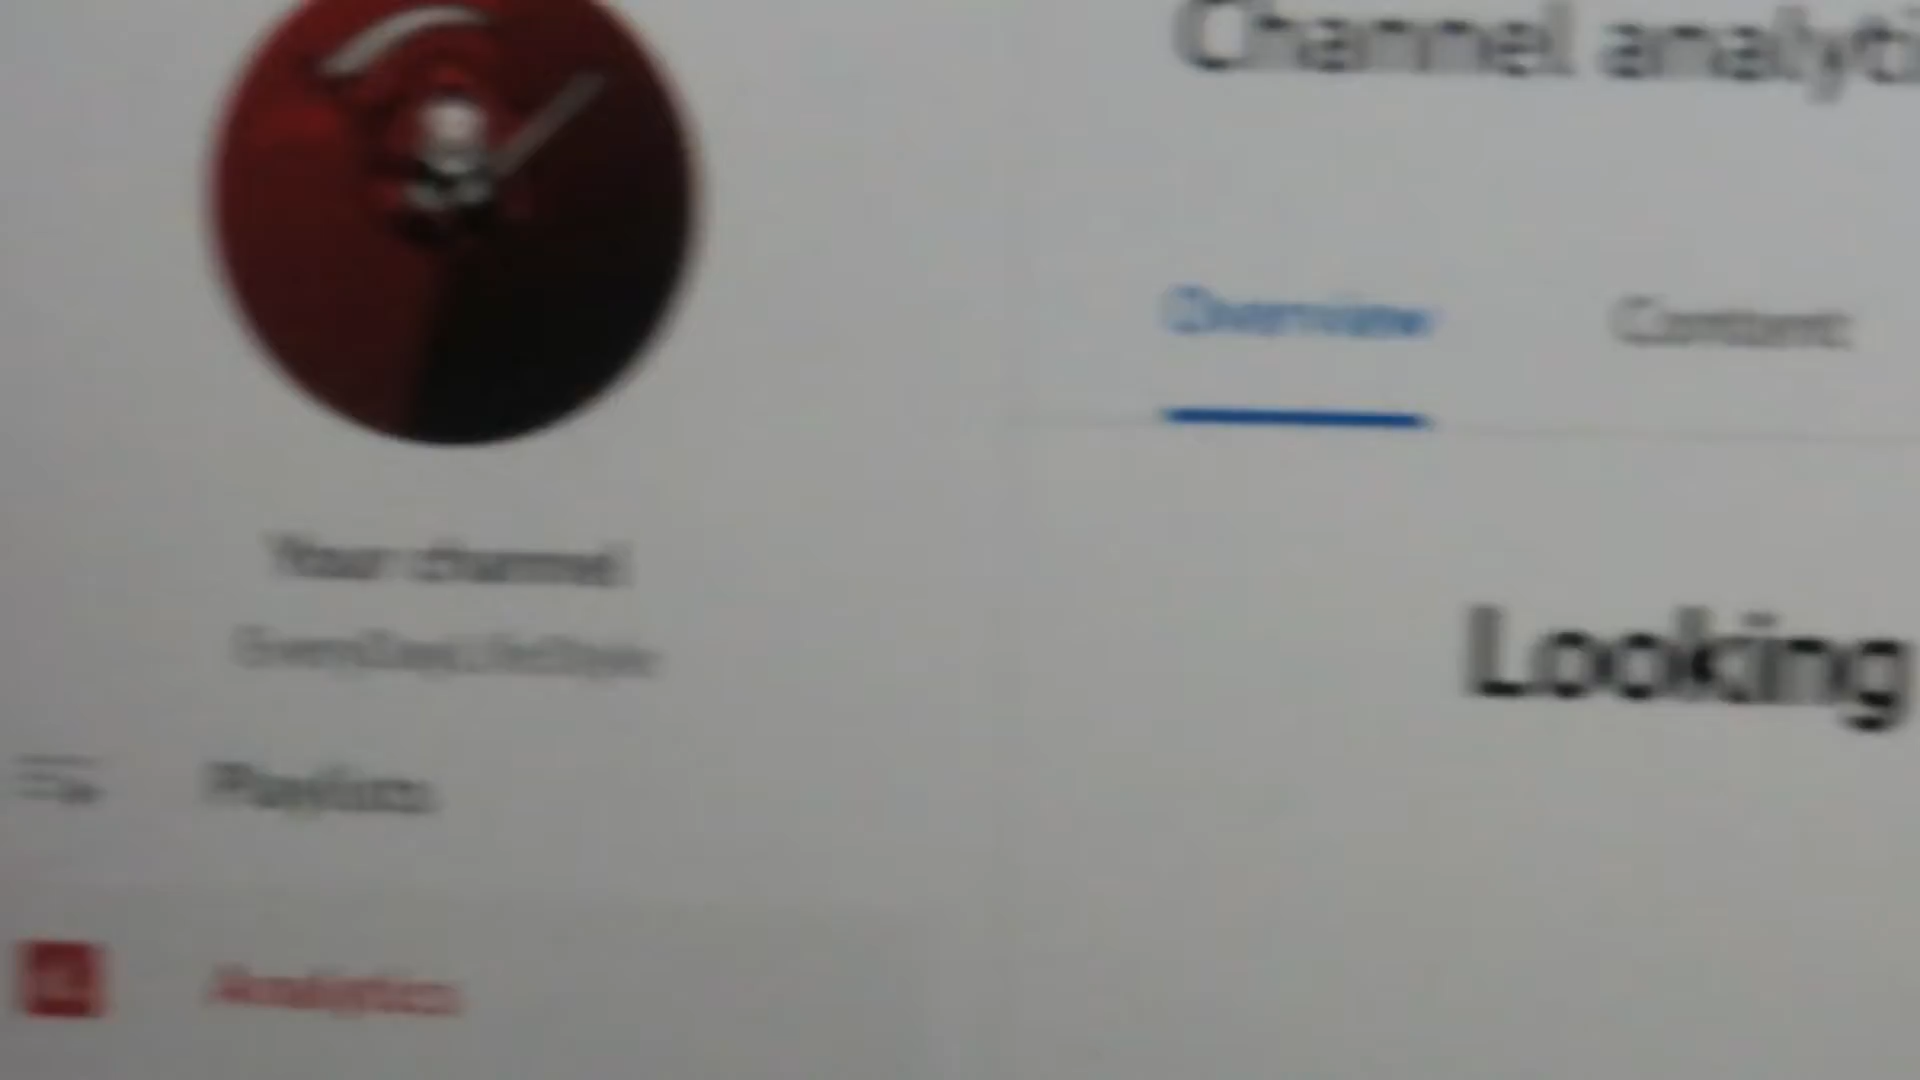 Channel analyti
Overview
Content
Your channel
Looking
Playlists
Analytics